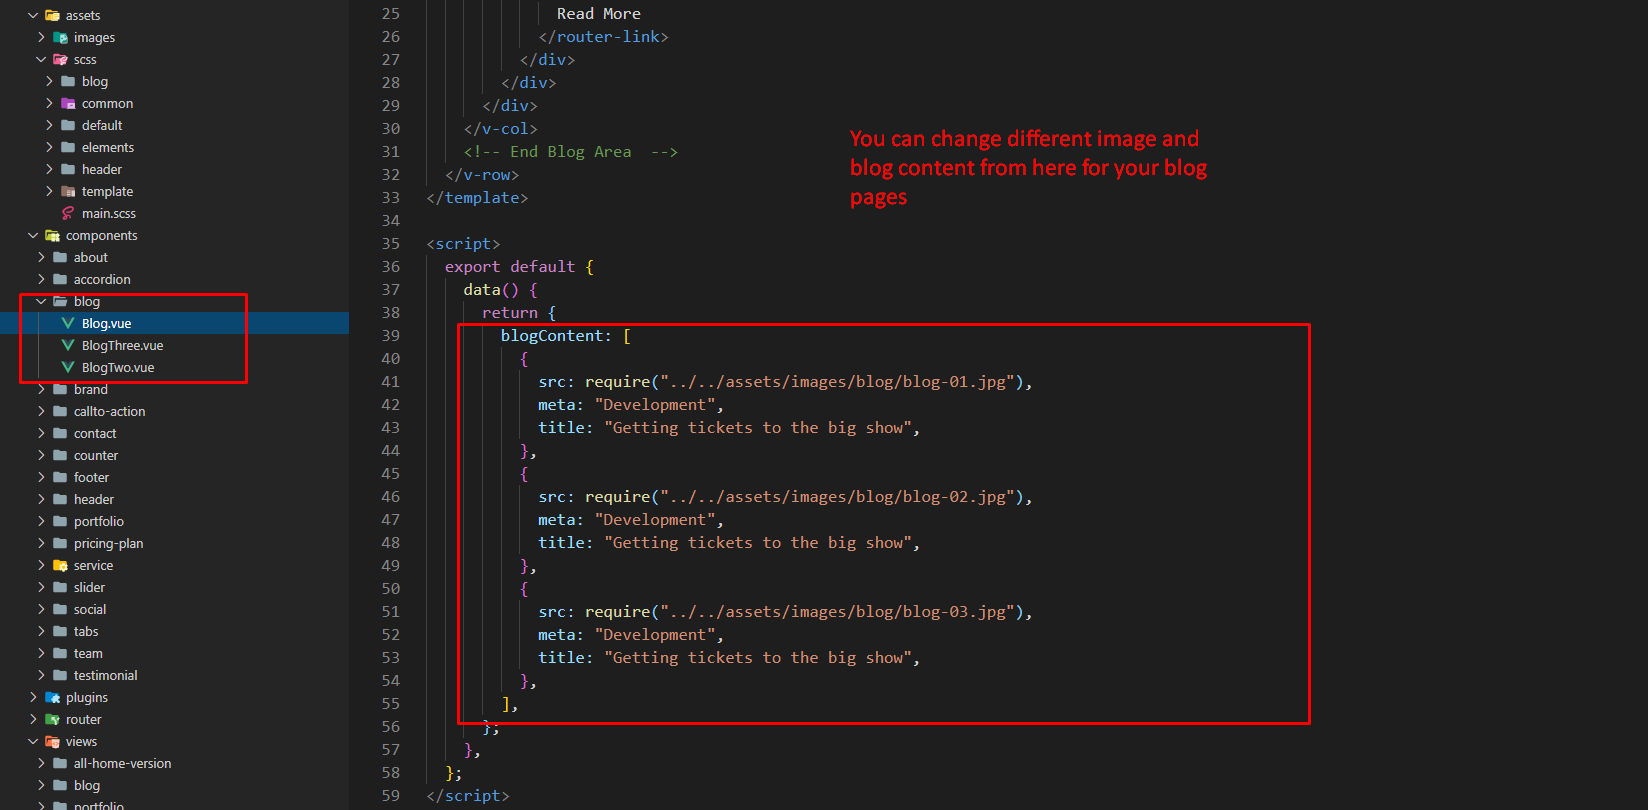 assets
images
scss
blog
common
default
elements
header
template
main.scss
components
about
accordion
blog
Blog.vue
BlogThree.vue
BlogTwo.vue
brand
callto-action
contact
counter
footer
header
portfolio
pricing-plan
service
slider
social
tabs
team
testimonial
plugins
router
views
all-home-version
blog
portfolio
25 Read More
26 </router-link>
27 </div>
28 </div>
29 </div>
30 </v-col>
31 <!-- End Blog Area  -->
32 </v-row>
33 </template>
34
35 <script>
36 export default {
37 data() {
38 return {
39 blogContent: [
40 {
41 src: require("../../assets/images/blog/blog-01.jpg"),
42 meta: "Development",
43 title: "Getting tickets to the big show",
44 },
45 {
46 src: require("../../assets/images/blog/blog-02.jpg"),
47 meta: "Development",
48 title: "Getting tickets to the big show",
49 },
50 {
51 src: require("../../assets/images/blog/blog-03.jpg"),
52 meta: "Development",
53 title: "Getting tickets to the big show",
54 },
55 ],
56 };
57 },
58 };
59 </script>
You can change different image and
blog content from here for your blog
pages